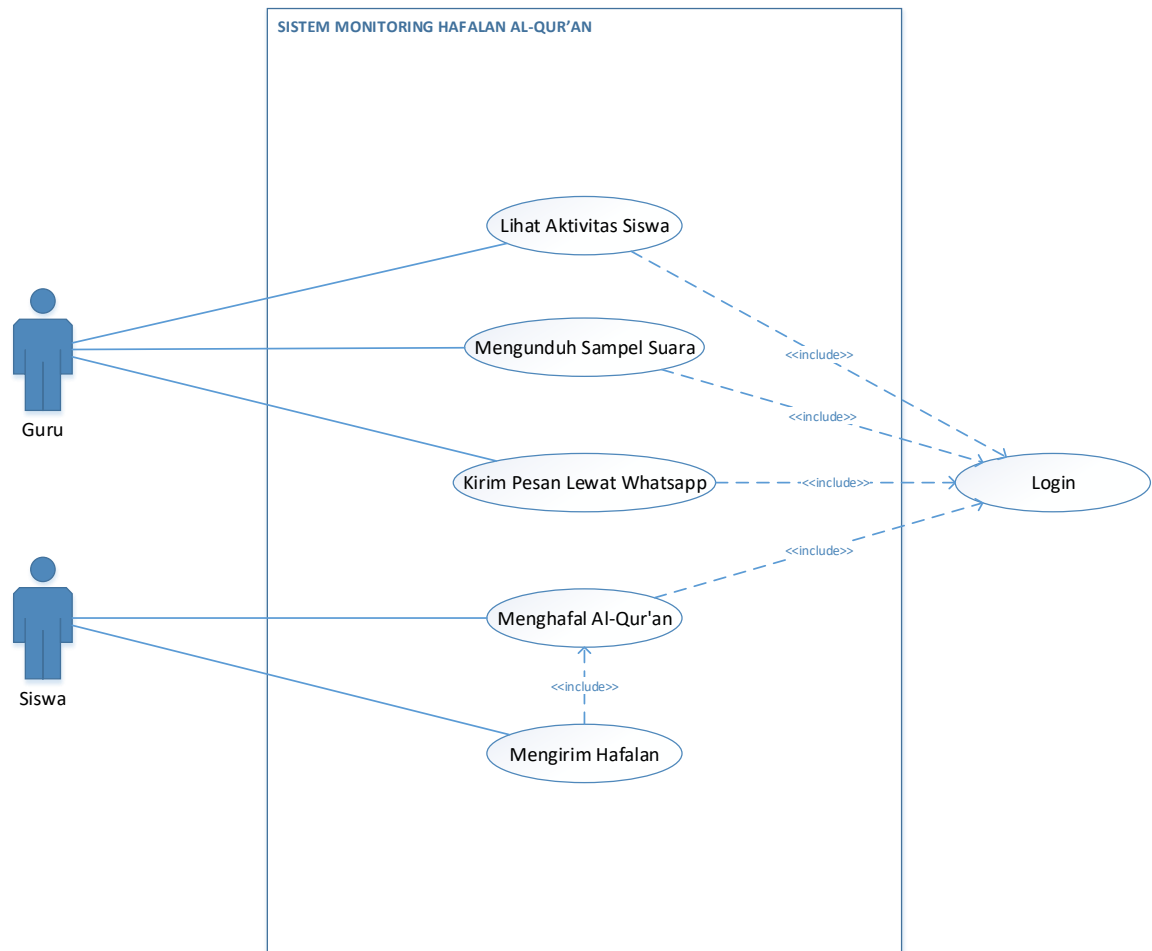 SISTEM MONITORING HAFALAN AL-QUR’AN
Lihat Aktivitas Siswa
Mengunduh Sampel Suara
<<include>>
<<include>>
Guru
Kirim Pesan Lewat Whatsapp
<<include>>
Login
<<include>>
Menghafal Al-Qur'an
<<include>>
Siswa
Mengirim Hafalan